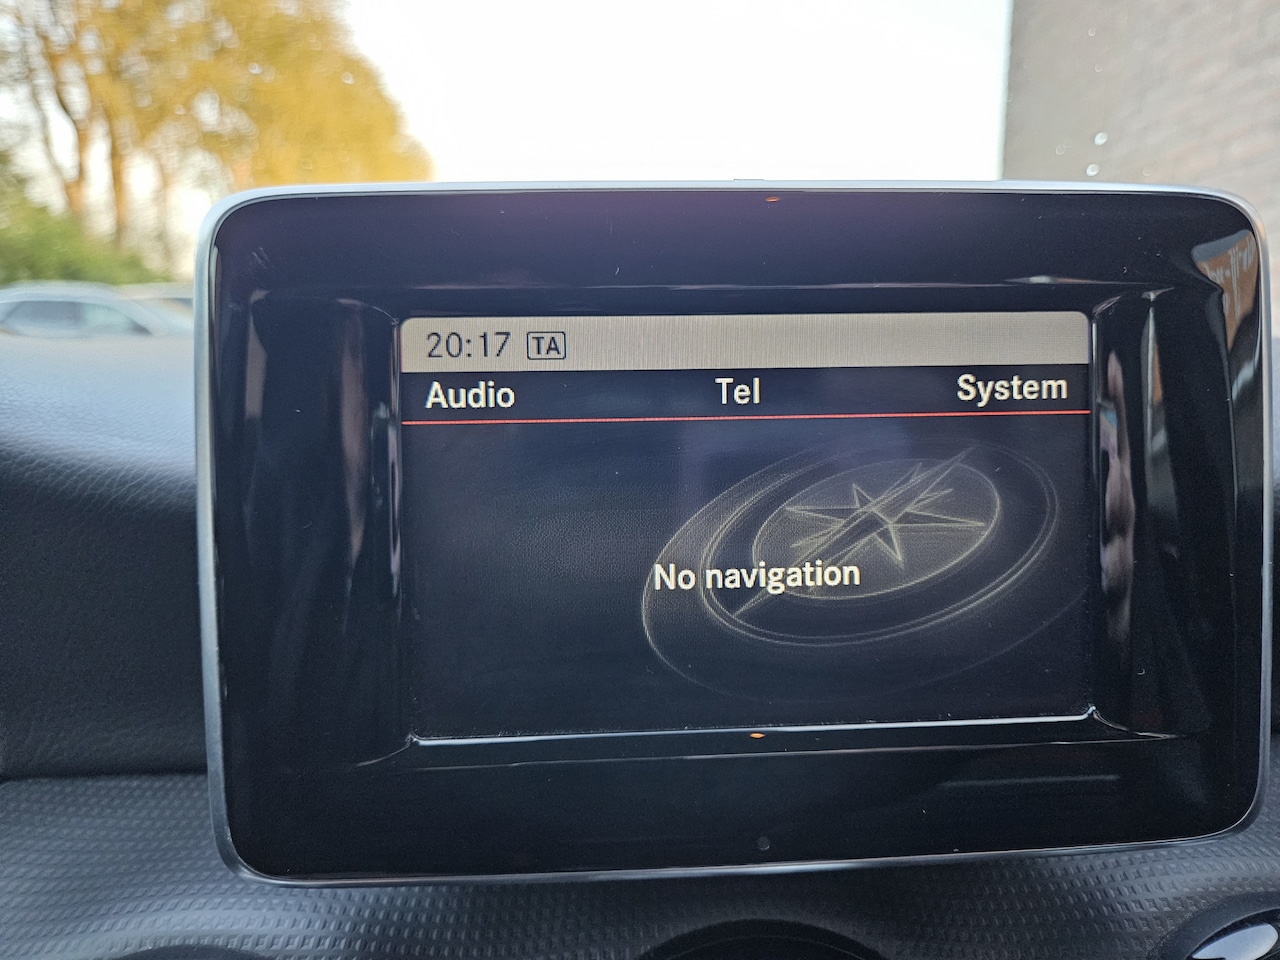 20:17 TA
Audio Tel System
No navigation